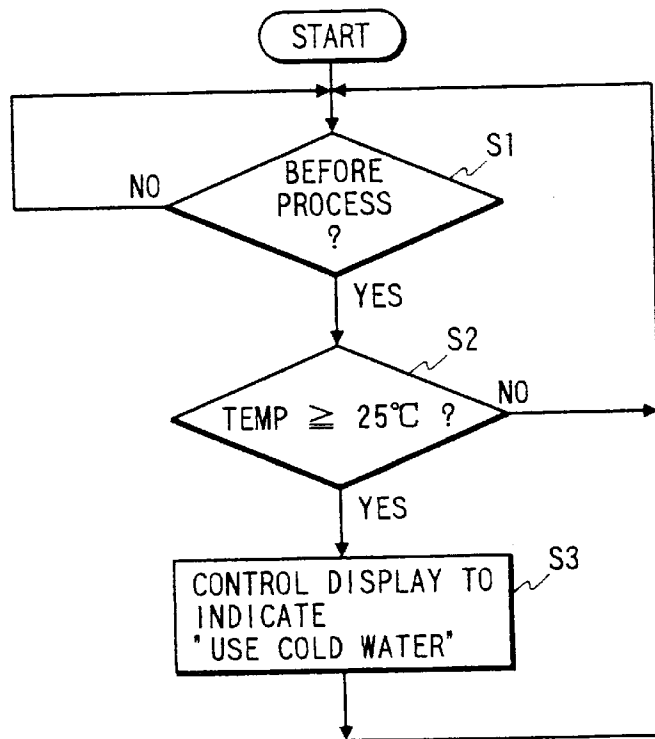 START
S1
BEFORE
PROCESS
?
NO
YES
S2
TEMP ≧ 25℃ ?
NO
YES
S3
CONTROL DISPLAY TO
INDICATE
"USE COLD WATER"